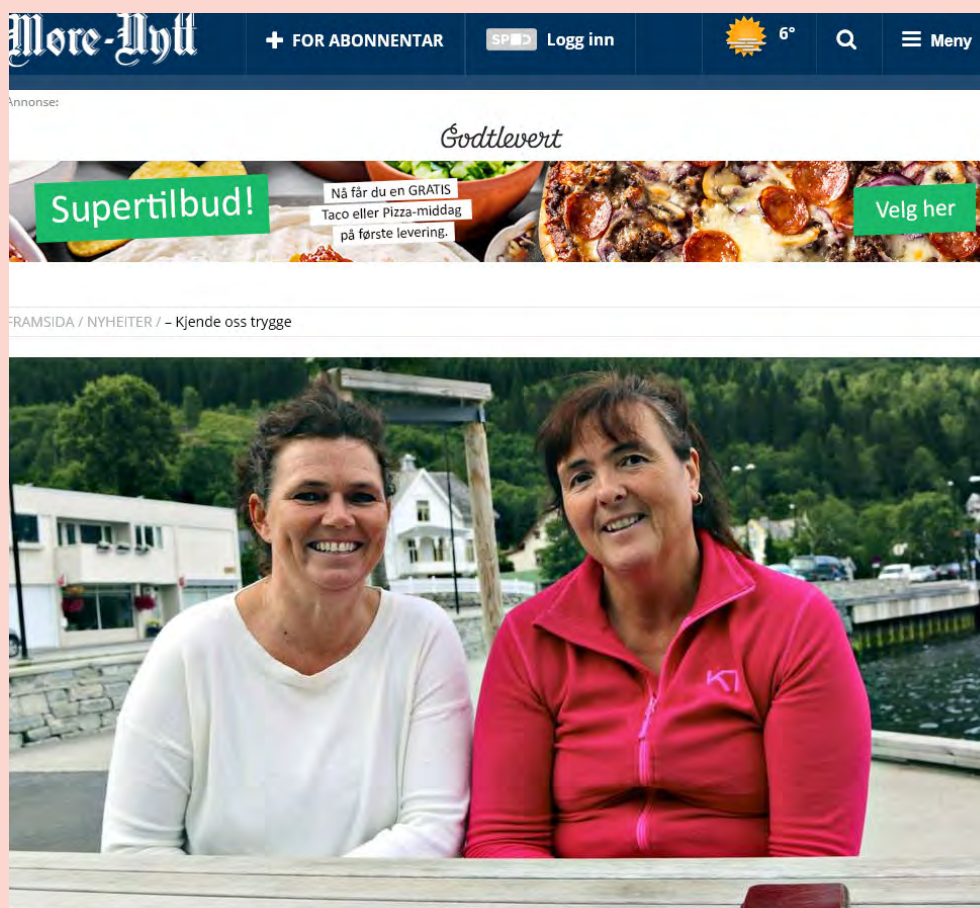 Møre-Nytt
+ FOR ABONNENTAR
SPiD Logg inn
6°
Meny
Annonse:
Godtlevert
Supertilbud!
Nå får du en GRATIS
Taco eller Pizza-middag
på første levering.
Velg her
FRAMSIDA / NYHEITER / – Kjende oss trygge